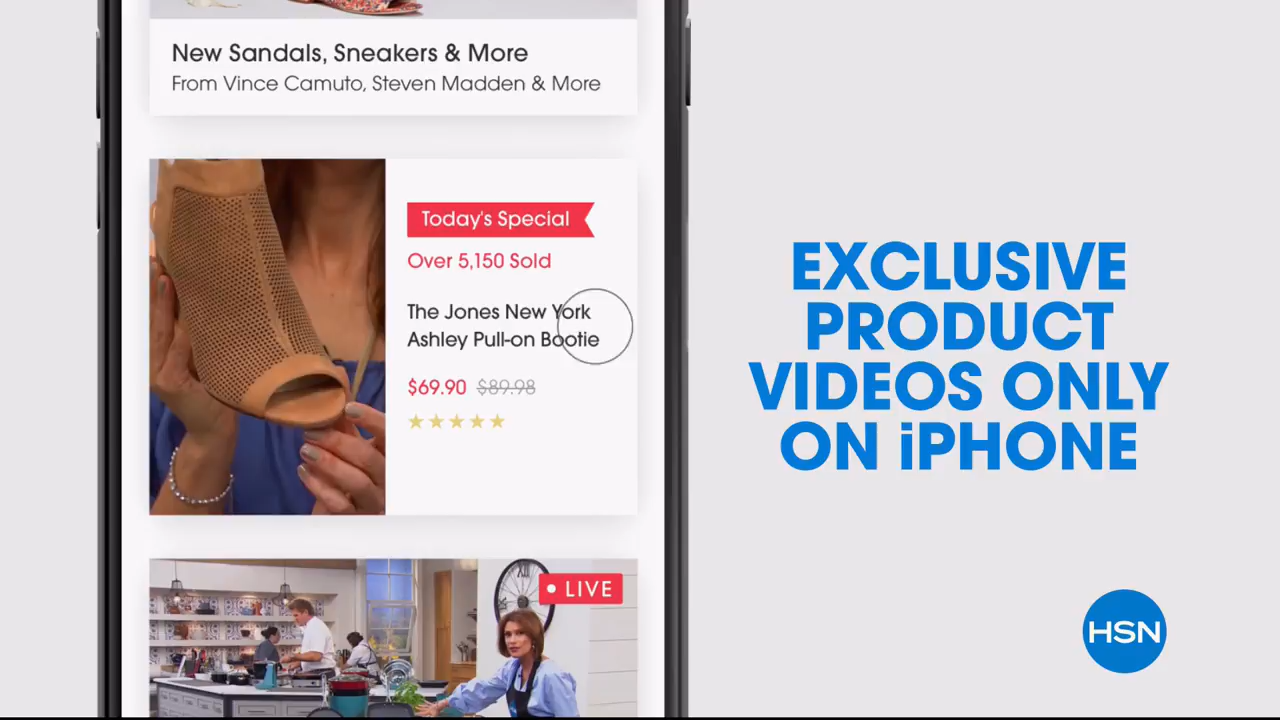 New Sandals, Sneakers & More
From Vince Camuto, Steven Madden & More
Today's Special
Over 5,150 Sold
The Jones New York
Ashley Pull-on Bootie
$69.90 $89.98
LIVE
EXCLUSIVE
PRODUCT
VIDEOS ONLY
ON iPHONE
HSN